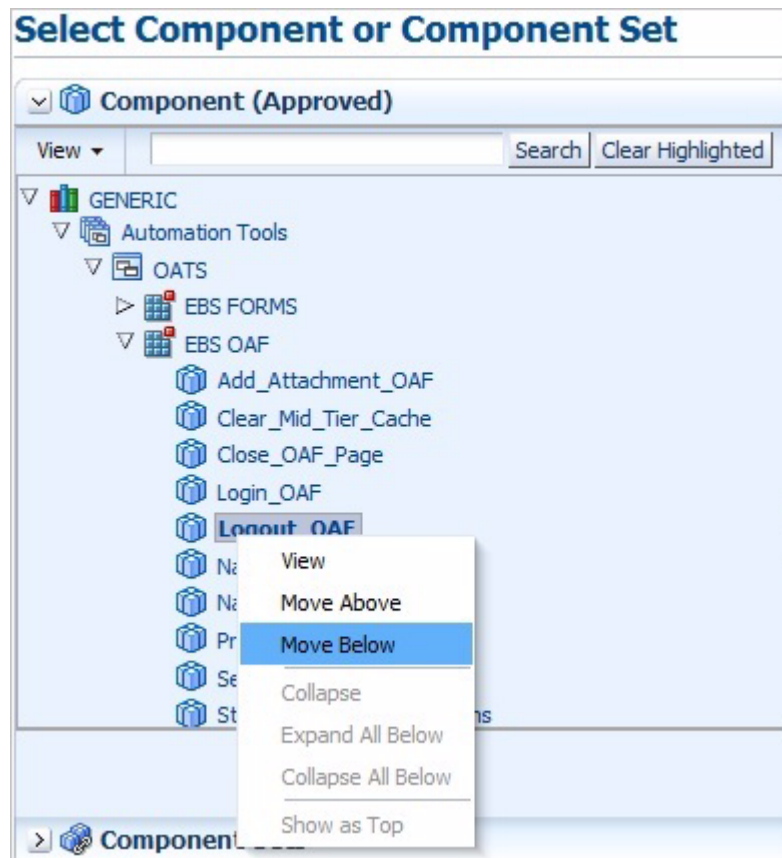 Select Component or Component Set
Component (Approved)
View Search Clear Highlighted
GENERIC
Automation Tools
OATS
EBS FORMS
EBS OAF
Add_Attachment_OAF
Clear_Mid_Tier_Cache
Close_OAF_Page
Login_OAF
Logout_OAF
View
Move Above
Move Below
Collapse
Expand All Below
Collapse All Below
Show as Top